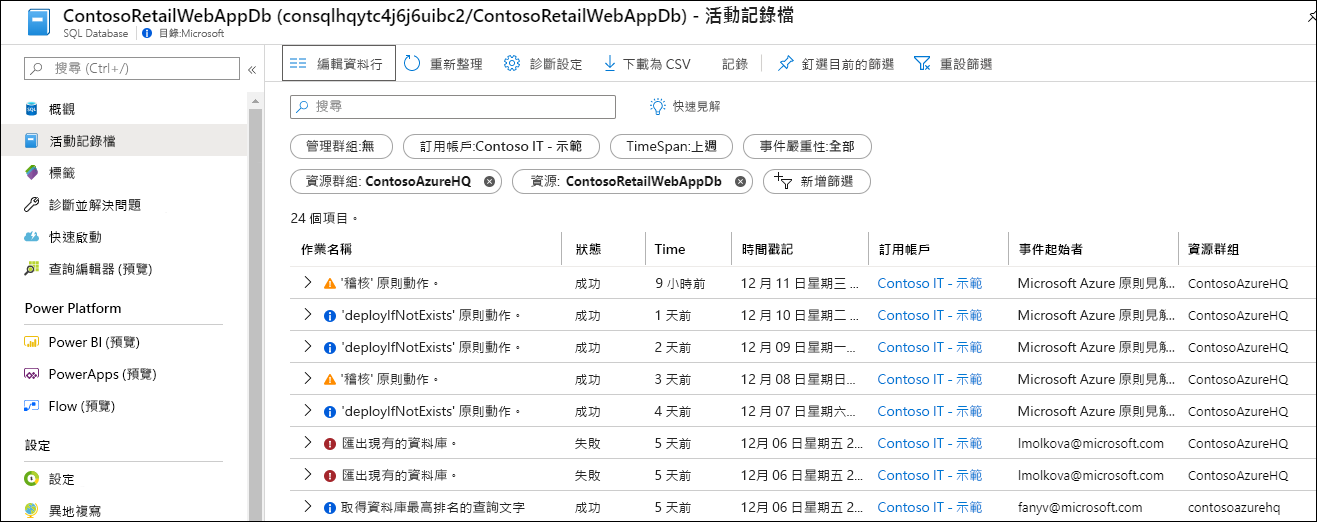 ContosoRetailWebAppDb (consqlhqytc4j6j6uibc2/ContosoRetailWebAppDb) - 活動記錄檔
SQL Database
目錄:Microsoft
搜尋 (Ctrl+/)
«
概觀
活動記錄檔
標籤
診斷並解決問題
快速啟動
查詢編輯器 (預覽)
Power Platform
Power BI (預覽)
PowerApps (預覽)
Flow (預覽)
設定
設定
異地複寫
編輯資料行 重新整理 診斷設定 下載為 CSV 記錄 釘選目前的篩選 重設篩選
搜尋 快速見解
管理群組:無 訂用帳戶:Contoso IT - 示範 TimeSpan:上週 事件嚴重性:全部
資源群組: ContosoAzureHQ 資源: ContosoRetailWebAppDb 新增篩選
24 個項目。
作業名稱 狀態 Time 時間戳記 訂用帳戶 事件起始者 資源群組
'稽核' 原則動作。 成功 9 小時前 12 月 11 日星期三 ... Contoso IT - 示範 Microsoft Azure 原則見解... ContosoAzureHQ
'deployIfNotExists' 原則動作。 成功 1 天前 12 月 10 日星期二 ... Contoso IT - 示範 Microsoft Azure 原則見解... ContosoAzureHQ
'deployIfNotExists' 原則動作。 成功 2 天前 12 月 09 日星期一... Contoso IT - 示範 Microsoft Azure 原則見解... ContosoAzureHQ
'稽核' 原則動作。 成功 3 天前 12 月 08 日星期日... Contoso IT - 示範 Microsoft Azure 原則見解... ContosoAzureHQ
'deployIfNotExists' 原則動作。 成功 4 天前 12 月 07 日星期六... Contoso IT - 示範 Microsoft Azure 原則見解... ContosoAzureHQ
匯出現有的資料庫。 失敗 5 天前 12月 06 日星期五 2... Contoso IT - 示範 lmolkova@microsoft.com ContosoAzureHQ
匯出現有的資料庫。 失敗 5 天前 12月 06 日星期五 2... Contoso IT - 示範 lmolkova@microsoft.com ContosoAzureHQ
取得資料庫最高排名的查詢文字 成功 5 天前 12月 06 日星期五 2... Contoso IT - 示範 fanyv@microsoft.com contosoazurehq